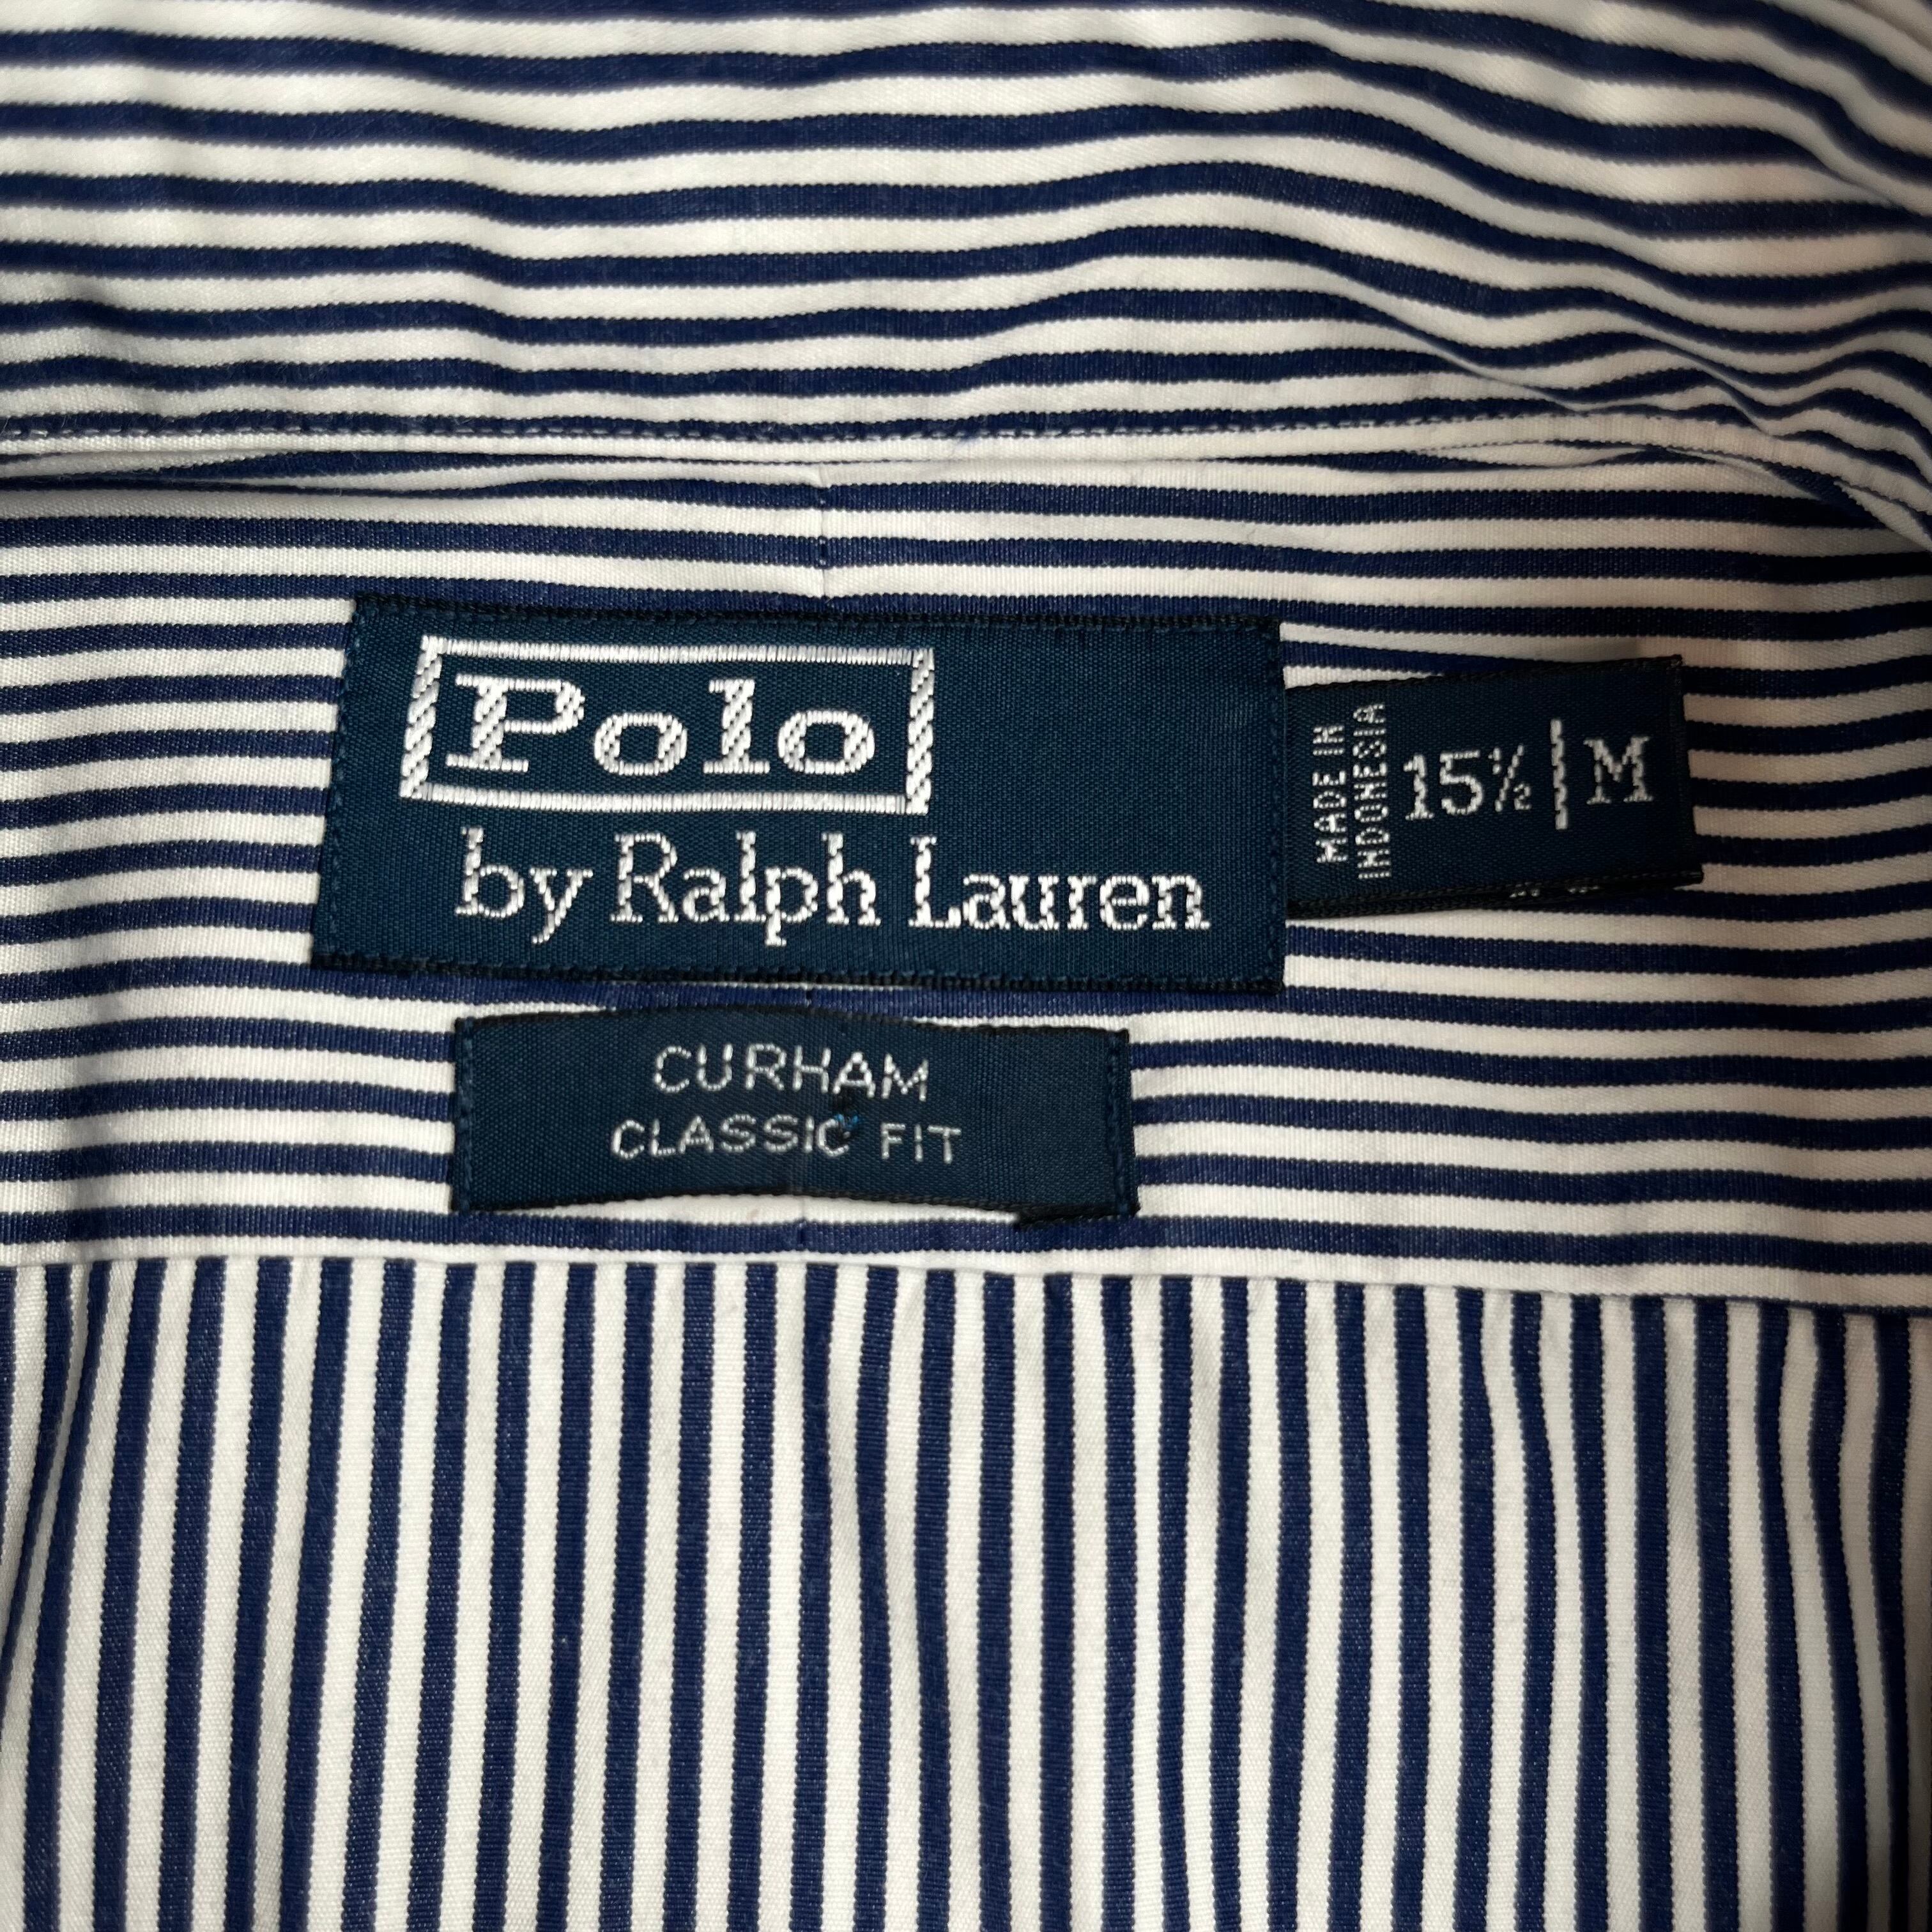 Polo
by Ralph Lauren
MADE IN
INDONESIA
15½ | M
CURHAM
CLASSIC FIT